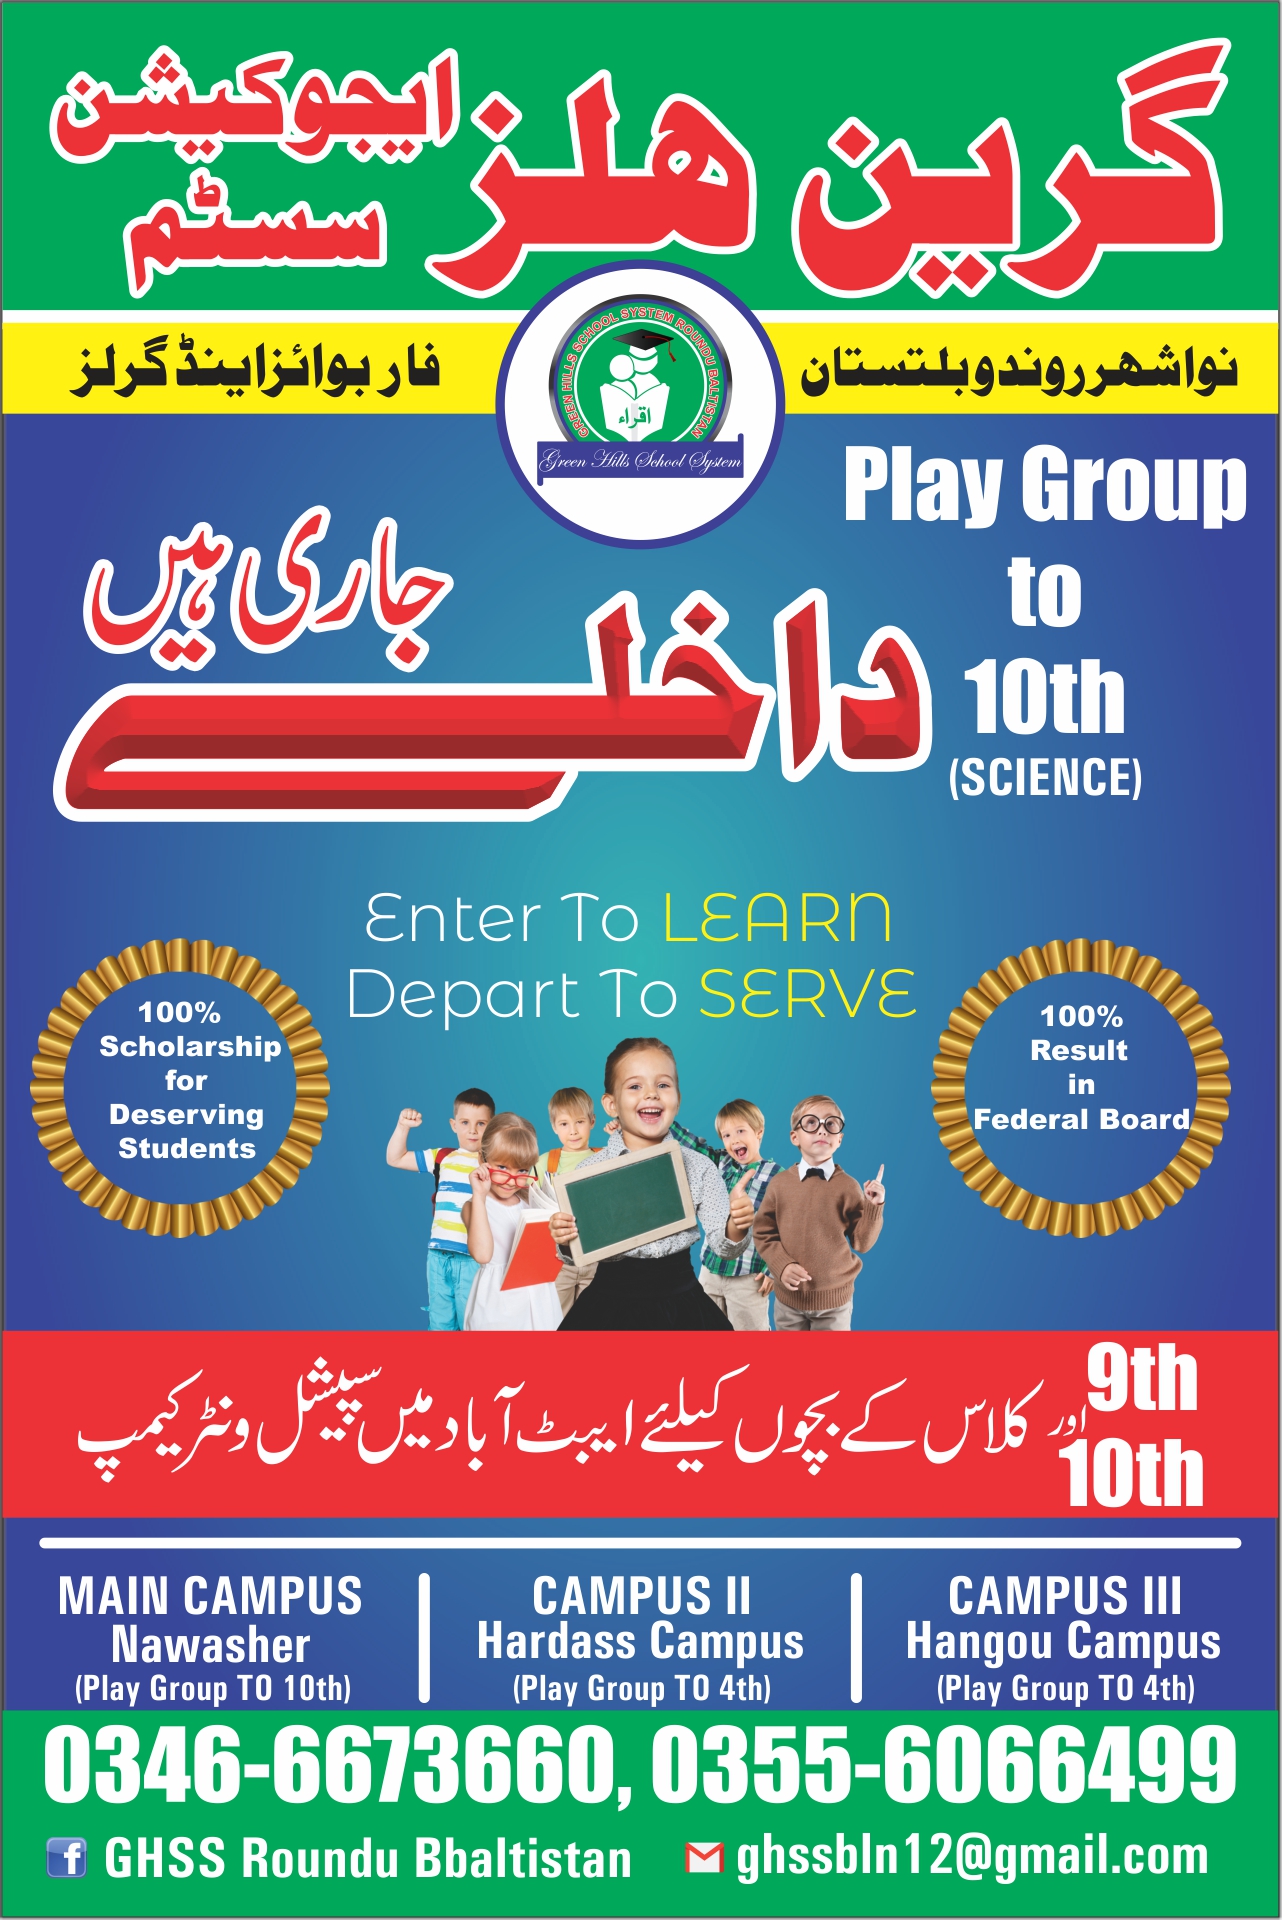 گرین ہلز ایجوکیشن
سسٹم
نواشہر روندو بلتستان
فار بوائز اینڈ گرلز
GREEN HILLS SCHOOL SYSTEM ROUNDU BALTISTAN
اقراء
Green Hills School System
Play Group
to
10th
(SCIENCE)
داخلے
جاری ہیں
Enter To LEARN
Depart To SERVE
100%
Scholarship
for
Deserving
Students
100%
Result
in
Federal Board
9th
اور
10th
کلاس کے بچوں کیلئے ایبٹ آباد میں سپیشل ونٹر کیمپ
MAIN CAMPUS
Nawasher
(Play Group TO 10th)
CAMPUS II
Hardass Campus
(Play Group TO 4th)
CAMPUS III
Hangou Campus
(Play Group TO 4th)
0346-6673660, 0355-6066499
f GHSS Roundu Bbaltistan
ghssbln12@gmail.com